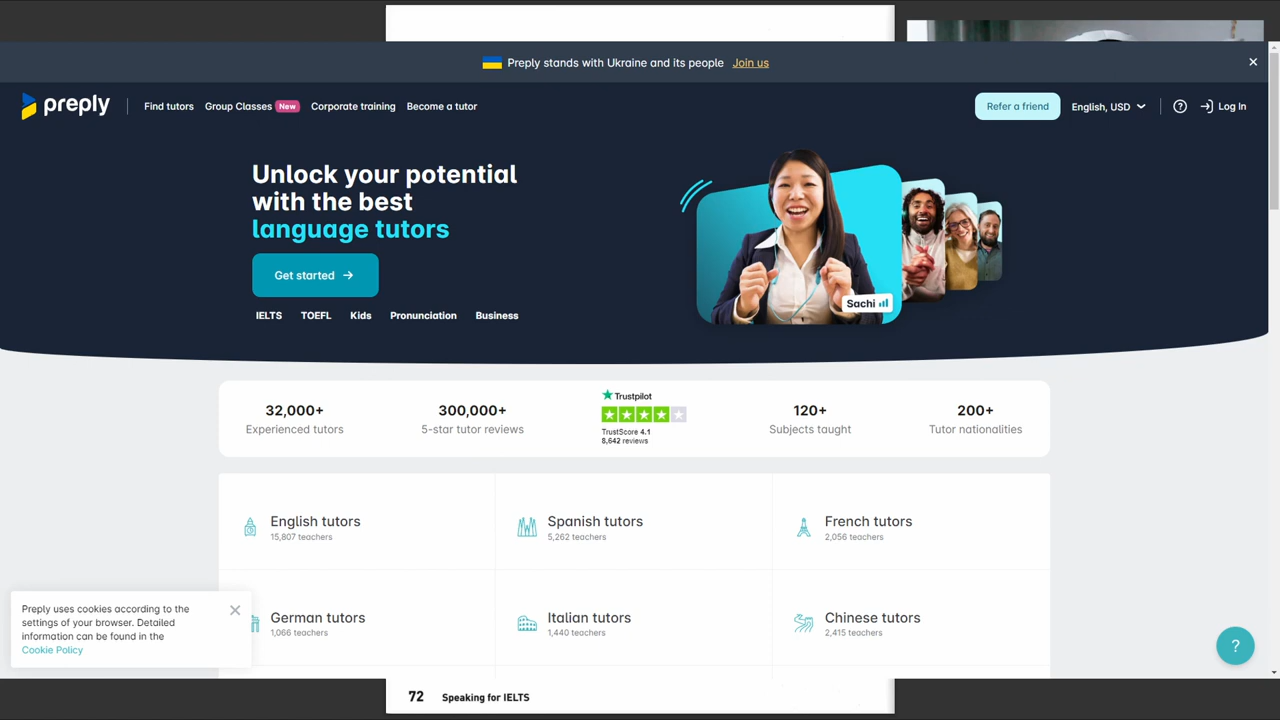 Preply stands with Ukraine and its people Join us
preply
Find tutors Group Classes New Corporate training Become a tutor
Refer a friend English, USD ? Log In
Unlock your potential
with the best
language tutors
Get started →
IELTS TOEFL Kids Pronunciation Business
Sachi
32,000+
Experienced tutors
300,000+
5-star tutor reviews
Trustpilot
TrustScore 4.1
8,642 reviews
120+
Subjects taught
200+
Tutor nationalities
English tutors
15,807 teachers
Spanish tutors
5,262 teachers
French tutors
2,056 teachers
German tutors
1,066 teachers
Italian tutors
1,440 teachers
Chinese tutors
2,415 teachers
Preply uses cookies according to the
settings of your browser. Detailed
information can be found in the
Cookie Policy
?
72 Speaking for IELTS